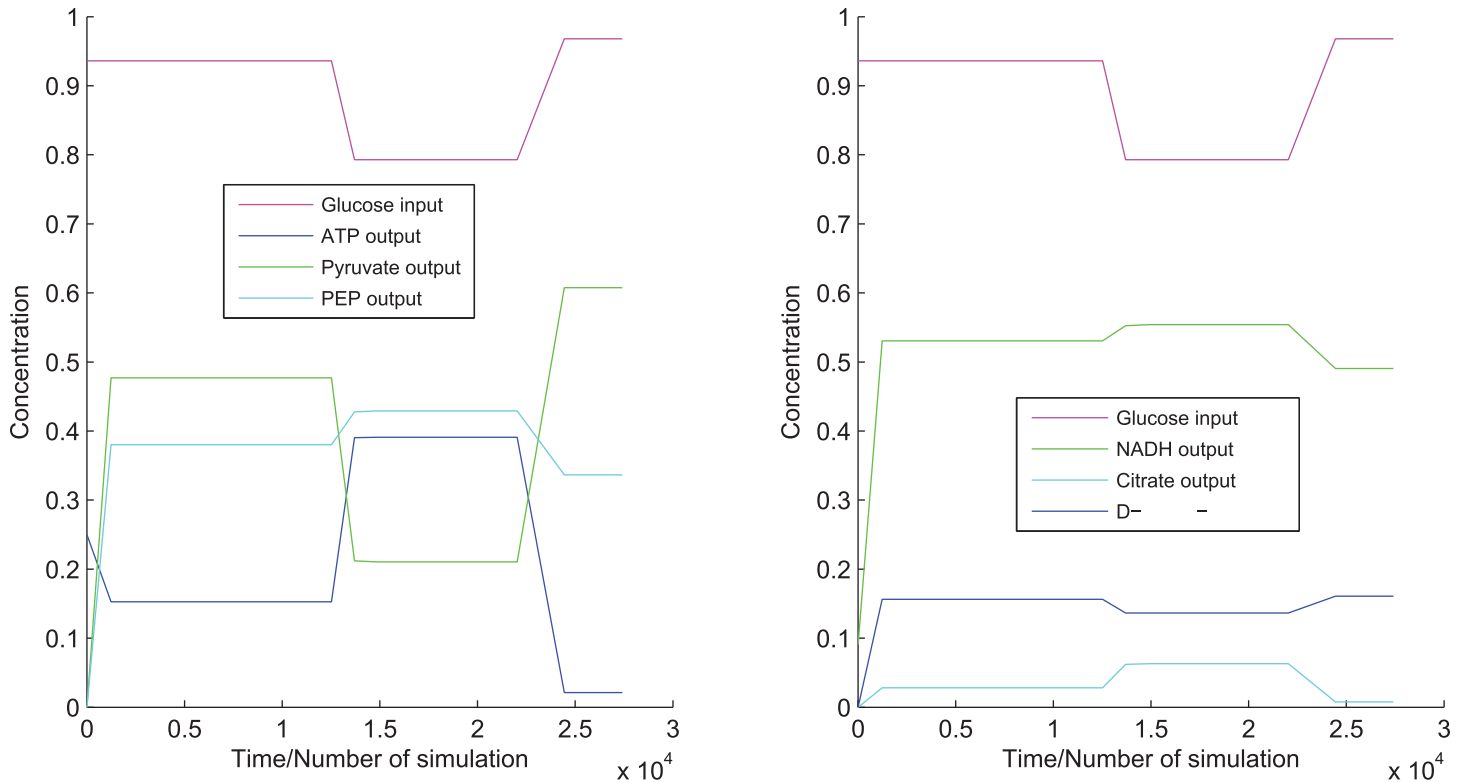 1
0.9
0.8
0.7
0.6
0.5
0.4
0.3
0.2
0.1
0
Concentration
Glucose input
ATP output
Pyruvate output
PEP output
0 0.5 1 1.5 2 2.5 3
Time/Number of simulation
x 10^4
1
0.9
0.8
0.7
0.6
0.5
0.4
0.3
0.2
0.1
0
Concentration
Glucose input
NADH output
Citrate output
D– –
0 0.5 1 1.5 2 2.5 3
Time/Number of simulation
x 10^4